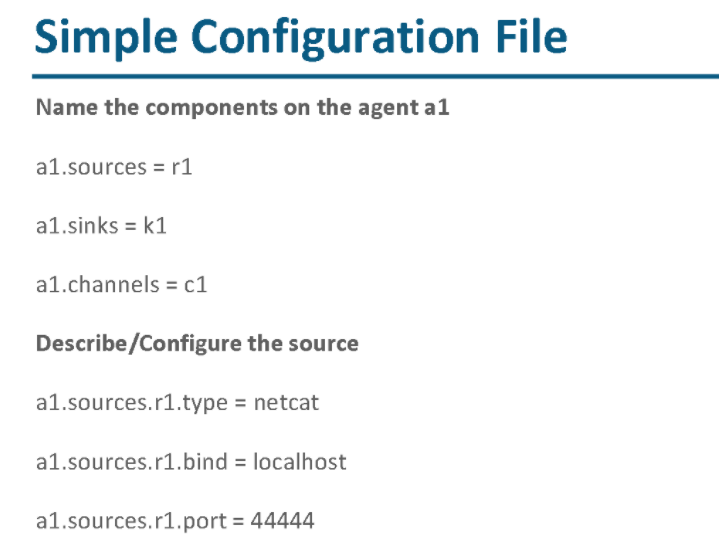 Simple Configuration File
Name the components on the agent a1
a1.sources = r1
a1.sinks = k1
a1.channels = c1
Describe/Configure the source
a1.sources.r1.type = netcat
a1.sources.r1.bind = localhost
a1.sources.r1.port = 44444